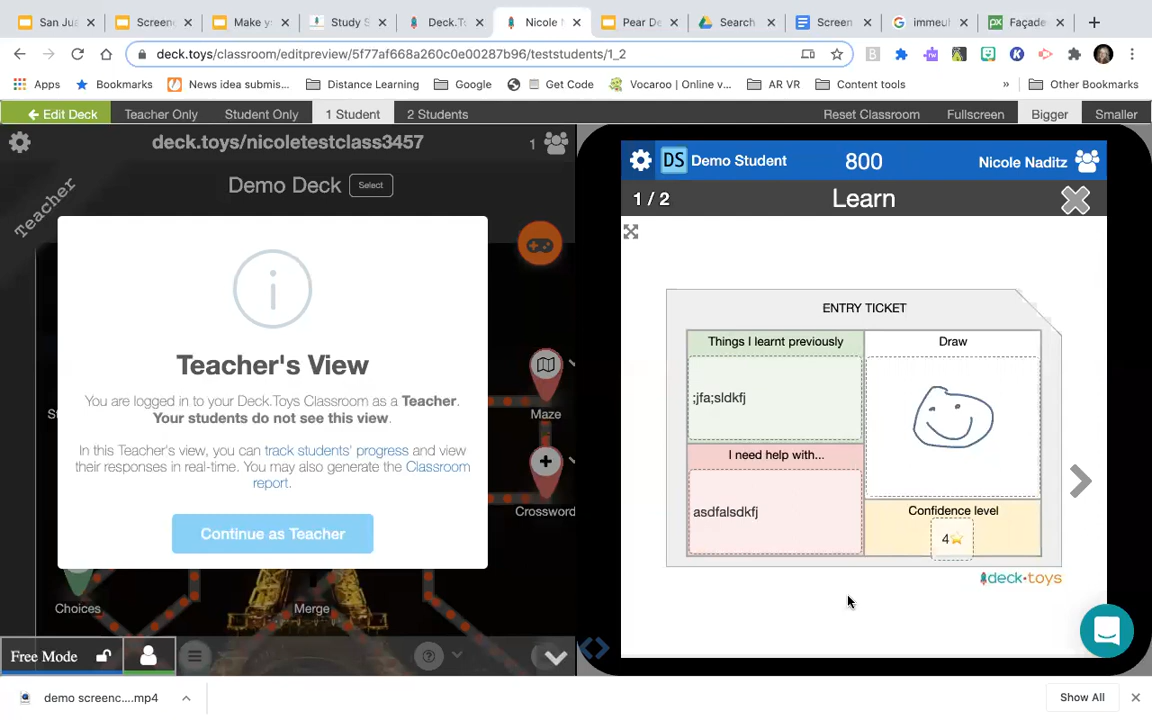 San Jua
Screenc
Make y
Study S
Deck.To
Nicole N
Pear De
Search
Screen
immeul
Façade
deck.toys/classroom/editpreview/5f77af668a260c0e00287b96/teststudents/1_2
Apps
Bookmarks
News idea submis...
Distance Learning
Google
Get Code
Vocaroo | Online v...
AR VR
Content tools
»
Other Bookmarks
Edit Deck
Teacher Only
Student Only
1 Student
2 Students
Reset Classroom
Fullscreen
Bigger
Smaller
deck.toys/nicoletestclass3457
1
Demo Deck
Select
Teacher
Teacher's View
You are logged in to your Deck.Toys Classroom as a Teacher.
Your students do not see this view.
In this Teacher's view, you can track students' progress and view
their responses in real-time. You may also generate the Classroom
report.
Continue as Teacher
Maze
Crossword
Choices
Merge
Free Mode
DS Demo Student
800
Nicole Naditz
1 / 2
Learn
ENTRY TICKET
Things I learnt previously
;jfa;sldkfj
Draw
I need help with...
asdfalsdkfj
Confidence level
4
deck•toys
demo screenc....mp4
Show All